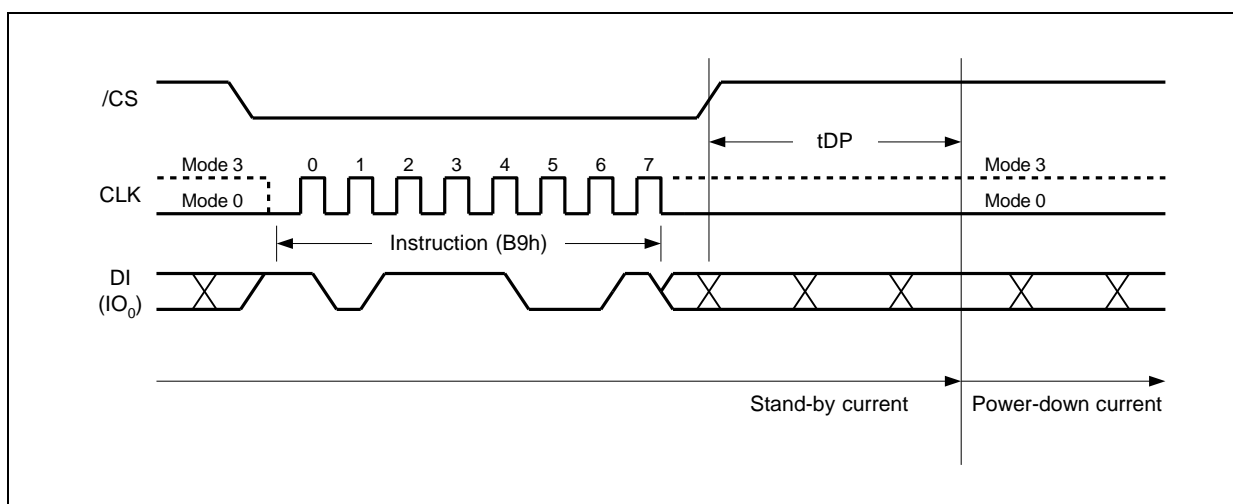 /CS
tDP
Mode 3 0 1 2 3 4 5 6 7 Mode 3
CLK
Mode 0 Mode 0
Instruction (B9h)
DI
(IO₀)
Stand-by current Power-down current